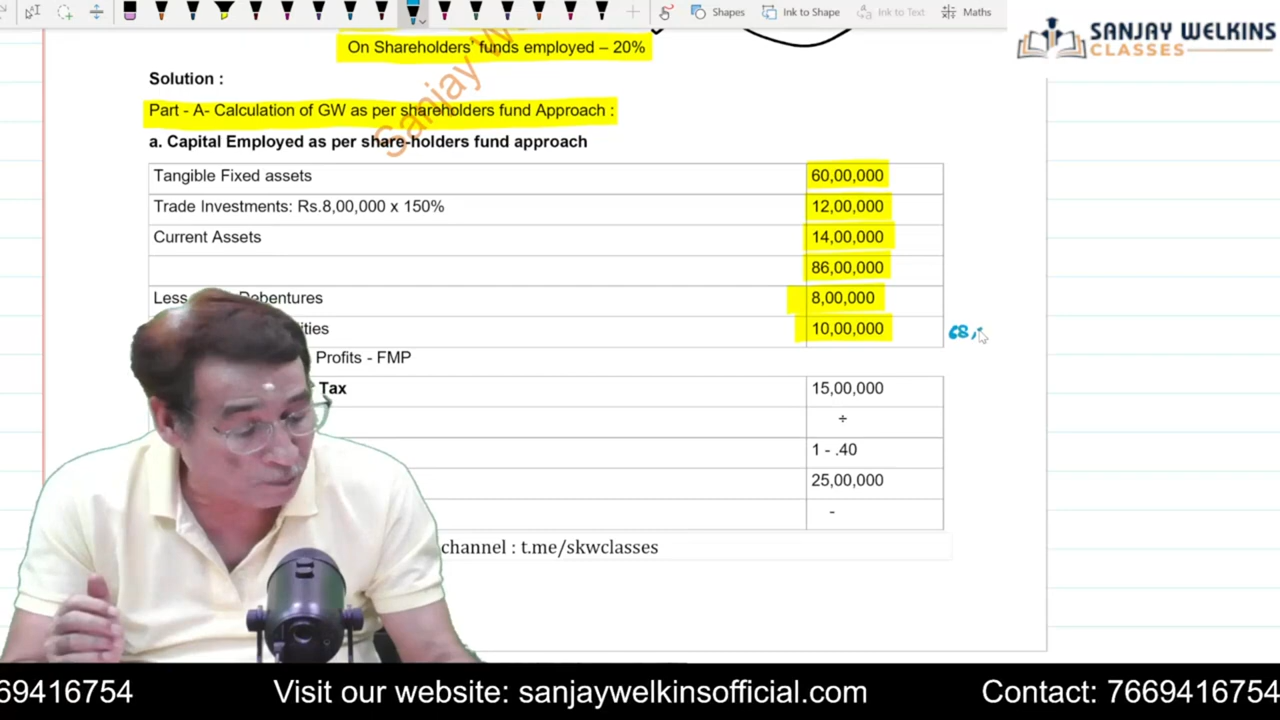 Shapes Ink to Shape Ink to Text Maths
SANJAY WELKINS
CLASSES
On Shareholders' funds employed – 20%
Solution :
Part - A- Calculation of GW as per shareholders fund Approach :
Sanjay W
a. Capital Employed as per share-holders fund approach
Tangible Fixed assets 60,00,000
Trade Investments: Rs.8,00,000 x 150% 12,00,000
Current Assets 14,00,000
86,00,000
Less Debentures 8,00,000
ities 10,00,000
68,
Profits - FMP
Tax 15,00,000
÷
1 - .40
25,00,000
-
channel : t.me/skwclasses
69416754 Visit our website: sanjaywelkinsofficial.com Contact: 7669416754